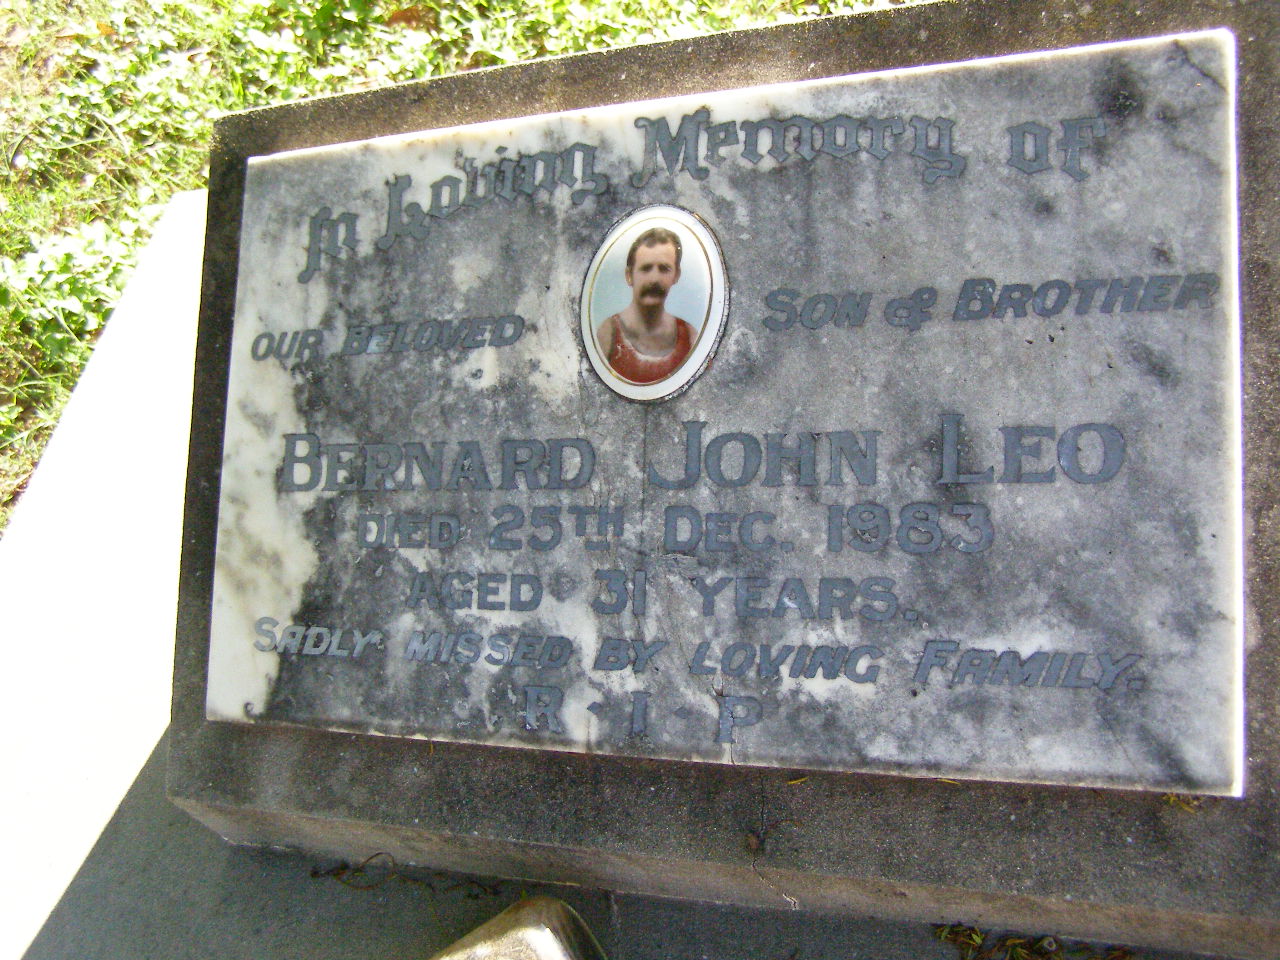 In Loving Memory of
OUR BELOVED SON & BROTHER
BERNARD JOHN LEO
DIED 25TH DEC. 1983
AGED 31 YEARS.
SADLY MISSED BY LOVING FAMILY.
R·I·P